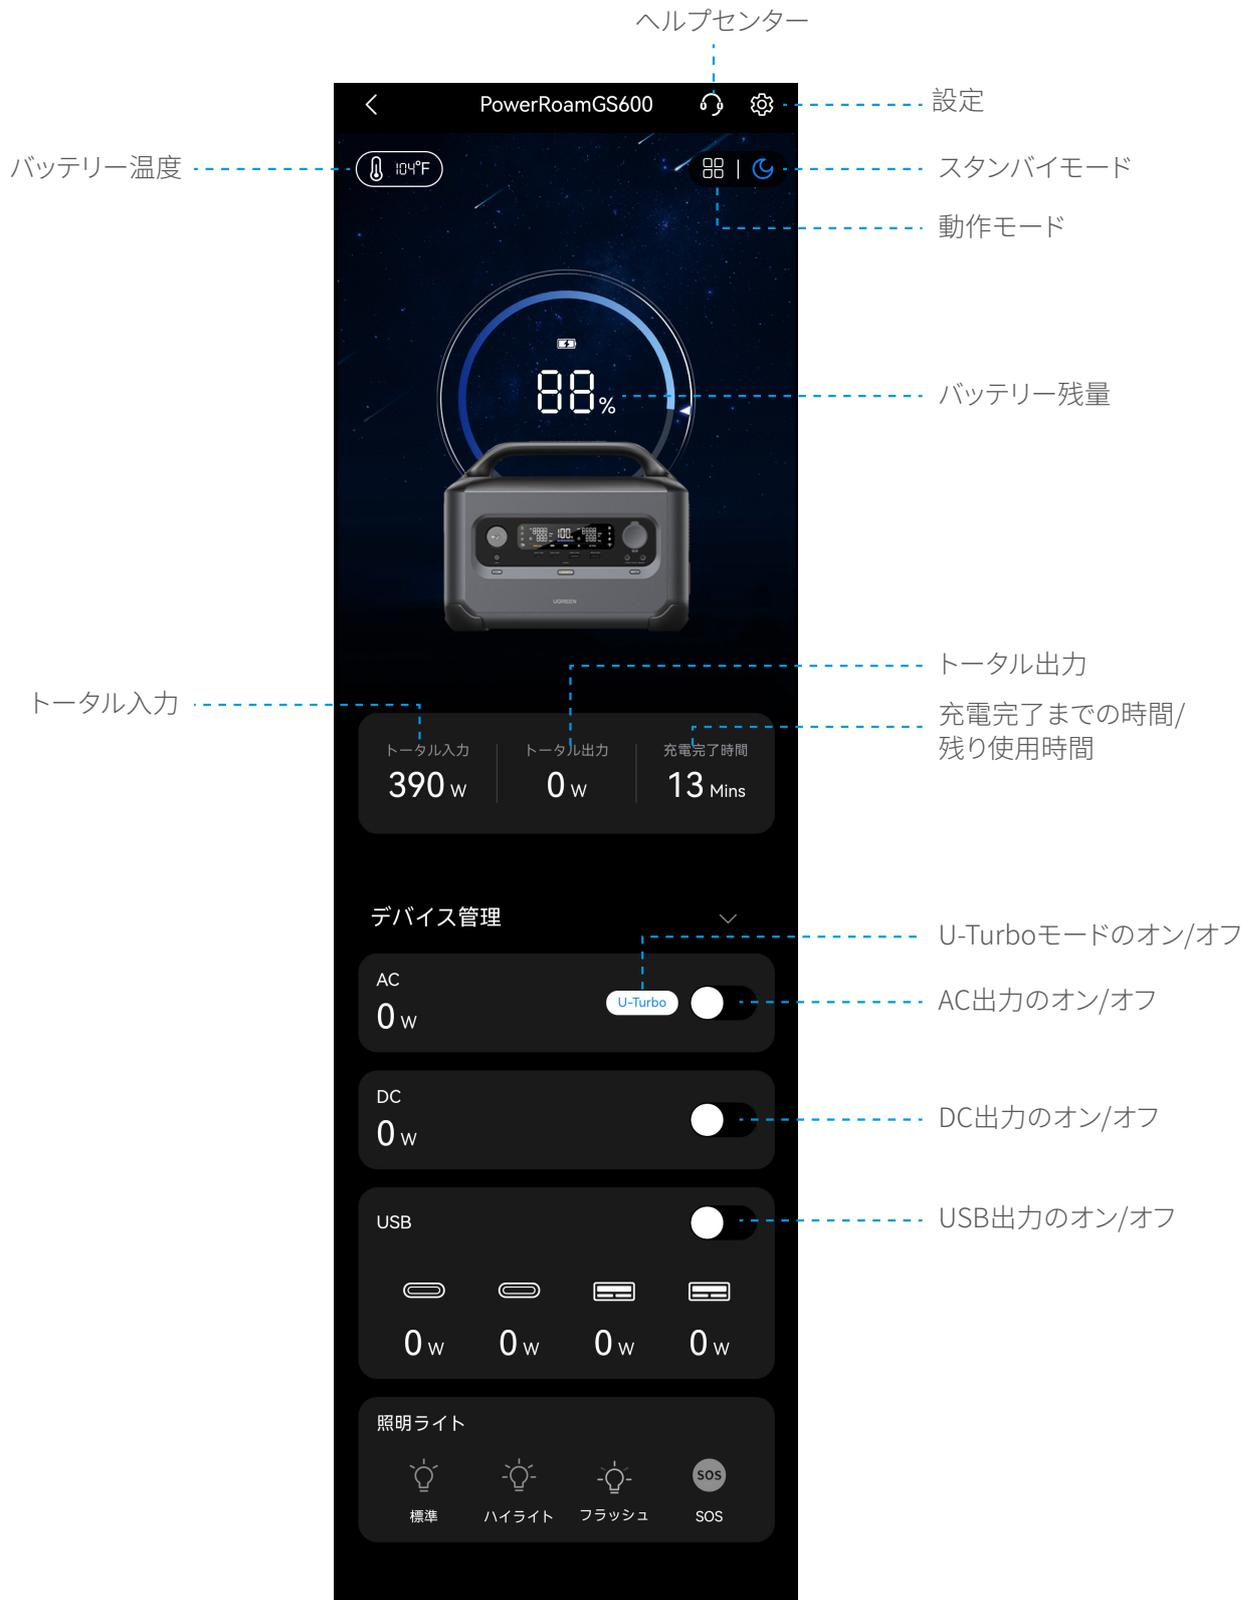 ヘルプセンター
PowerRoamGS600
設定
バッテリー温度
104°F
スタンバイモード
動作モード
88%
バッテリー残量
100
UGREEN
トータル出力
トータル入力
充電完了までの時間/
残り使用時間
トータル入力 トータル出力 充電完了時間
390 W 0 W 13 Mins
デバイス管理
U-Turboモードのオン/オフ
AC
0 W
U-Turbo
AC出力のオン/オフ
DC
0 W
DC出力のオン/オフ
USB
USB出力のオン/オフ
0 W 0 W 0 W 0 W
照明ライト
SOS
標準 ハイライト フラッシュ SOS